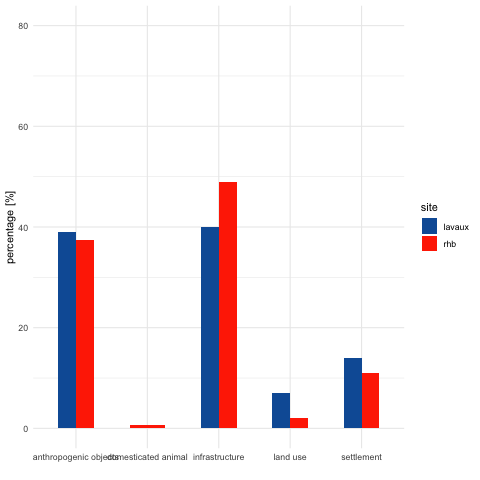 80
60
40
20
0
percentage [%]
anthropogenic objects
domesticated animal
infrastructure
land use
settlement
site
lavaux
rhb